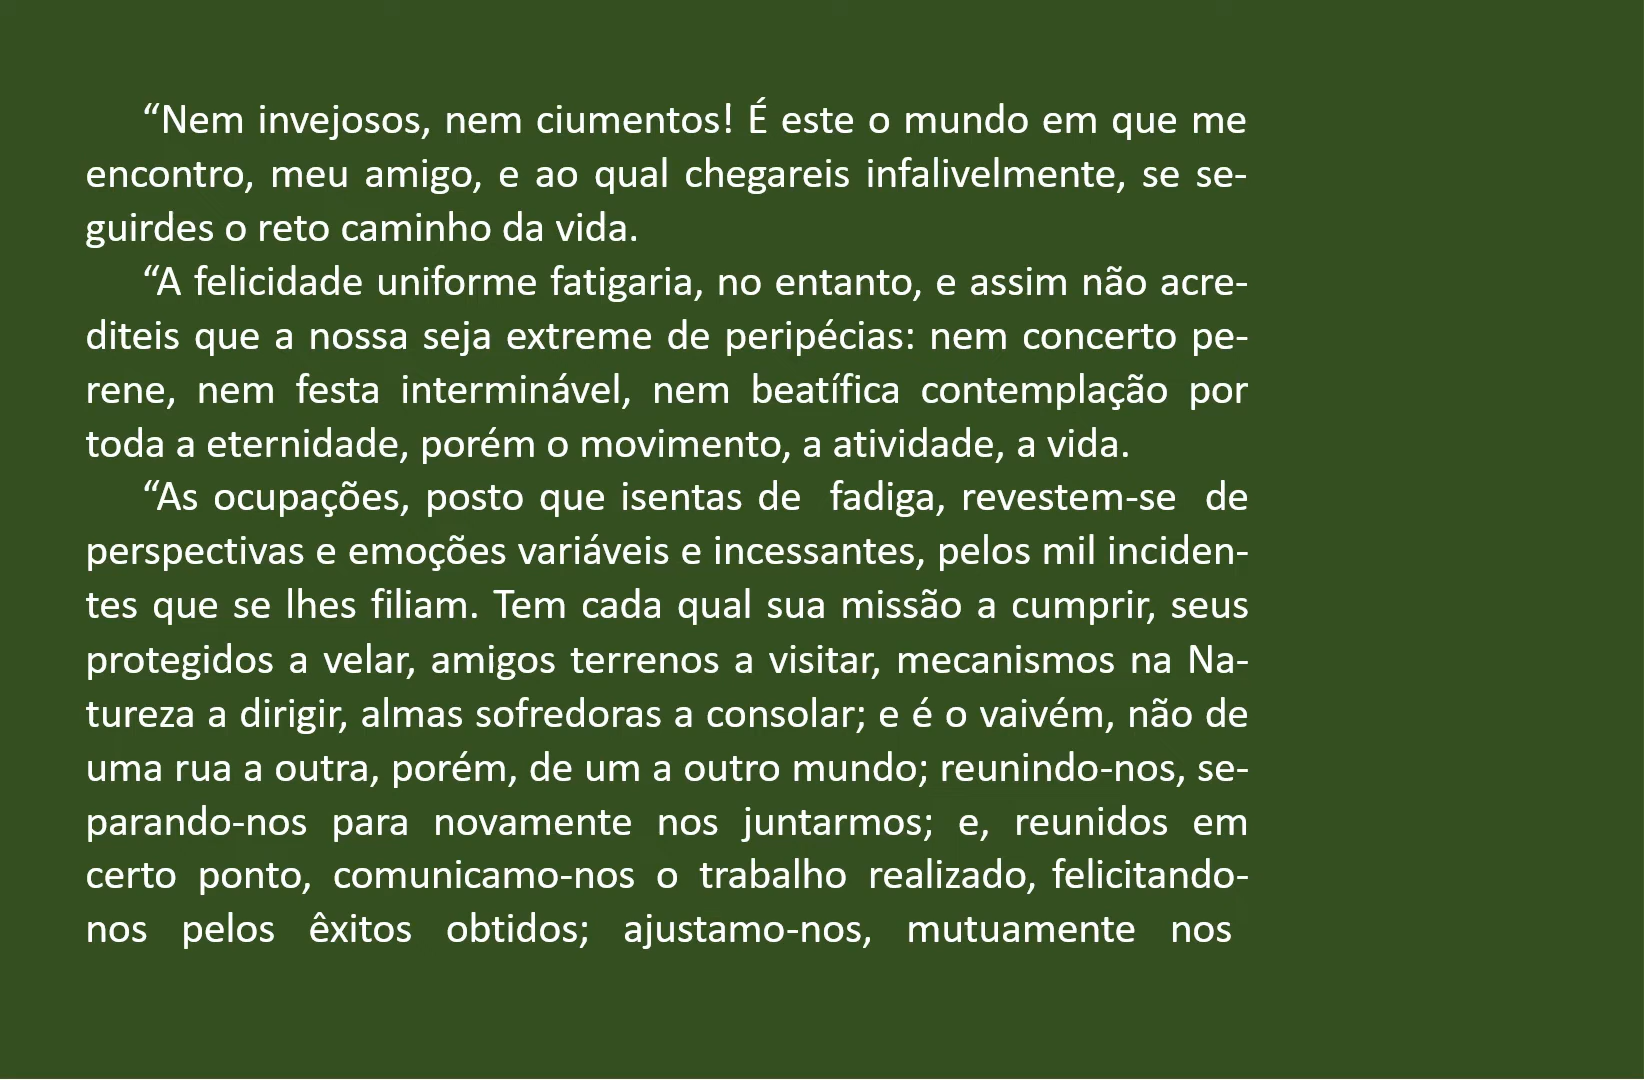 “Nem invejosos, nem ciumentos! É este o mundo em que me
encontro, meu amigo, e ao qual chegareis infalivelmente, se se-
guirdes o reto caminho da vida.
“A felicidade uniforme fatigaria, no entanto, e assim não acre-
diteis que a nossa seja extreme de peripécias: nem concerto pe-
rene, nem festa interminável, nem beatífica contemplação por
toda a eternidade, porém o movimento, a atividade, a vida.
“As ocupações, posto que isentas de fadiga, revestem-se de
perspectivas e emoções variáveis e incessantes, pelos mil inciden-
tes que se lhes filiam. Tem cada qual sua missão a cumprir, seus
protegidos a velar, amigos terrenos a visitar, mecanismos na Na-
tureza a dirigir, almas sofredoras a consolar; e é o vaivém, não de
uma rua a outra, porém, de um a outro mundo; reunindo-nos, se-
parando-nos para novamente nos juntarmos; e, reunidos em
certo ponto, comunicamo-nos o trabalho realizado, felicitando-
nos pelos êxitos obtidos; ajustamo-nos, mutuamente nos